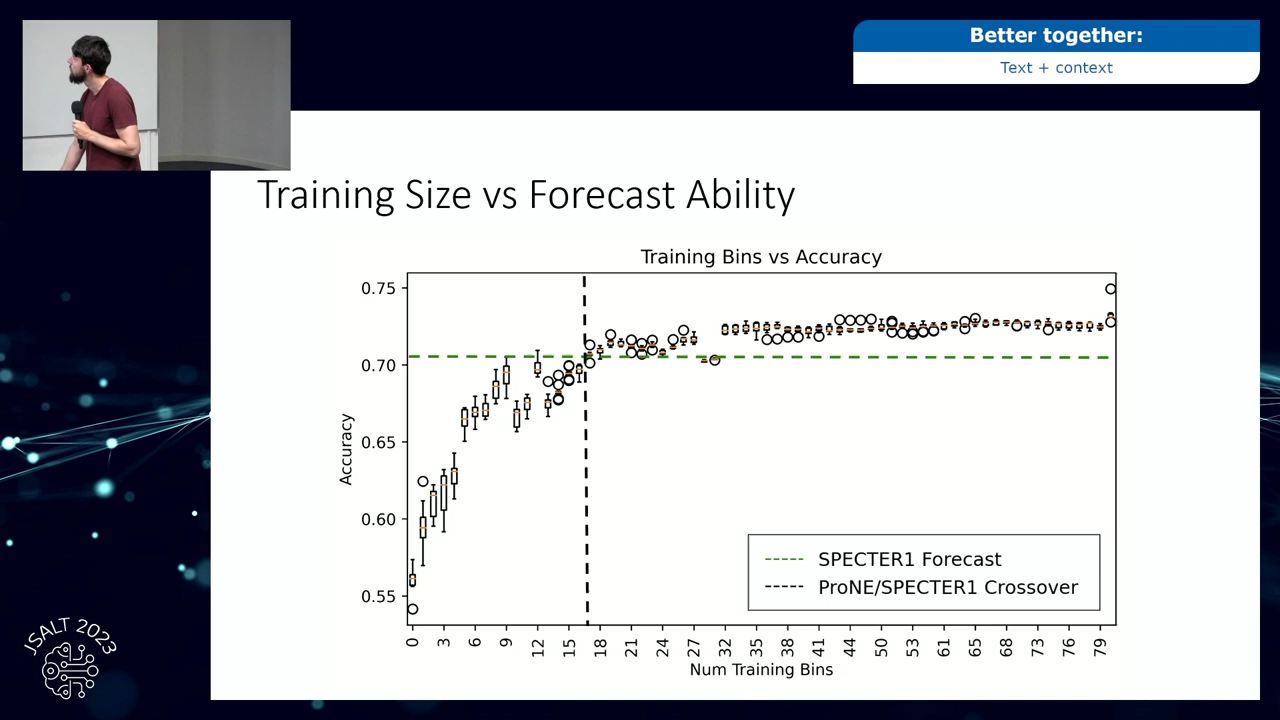 Better together:
Text + context
Training Size vs Forecast Ability
Training Bins vs Accuracy
0.75
0.70
0.65
0.60
0.55
Accuracy
SPECTER1 Forecast
ProNE/SPECTER1 Crossover
0 3 6 9 12 15 18 21 24 27 32 35 38 41 44 50 53 61 65 68 73 76 79
Num Training Bins
JSALT 2023